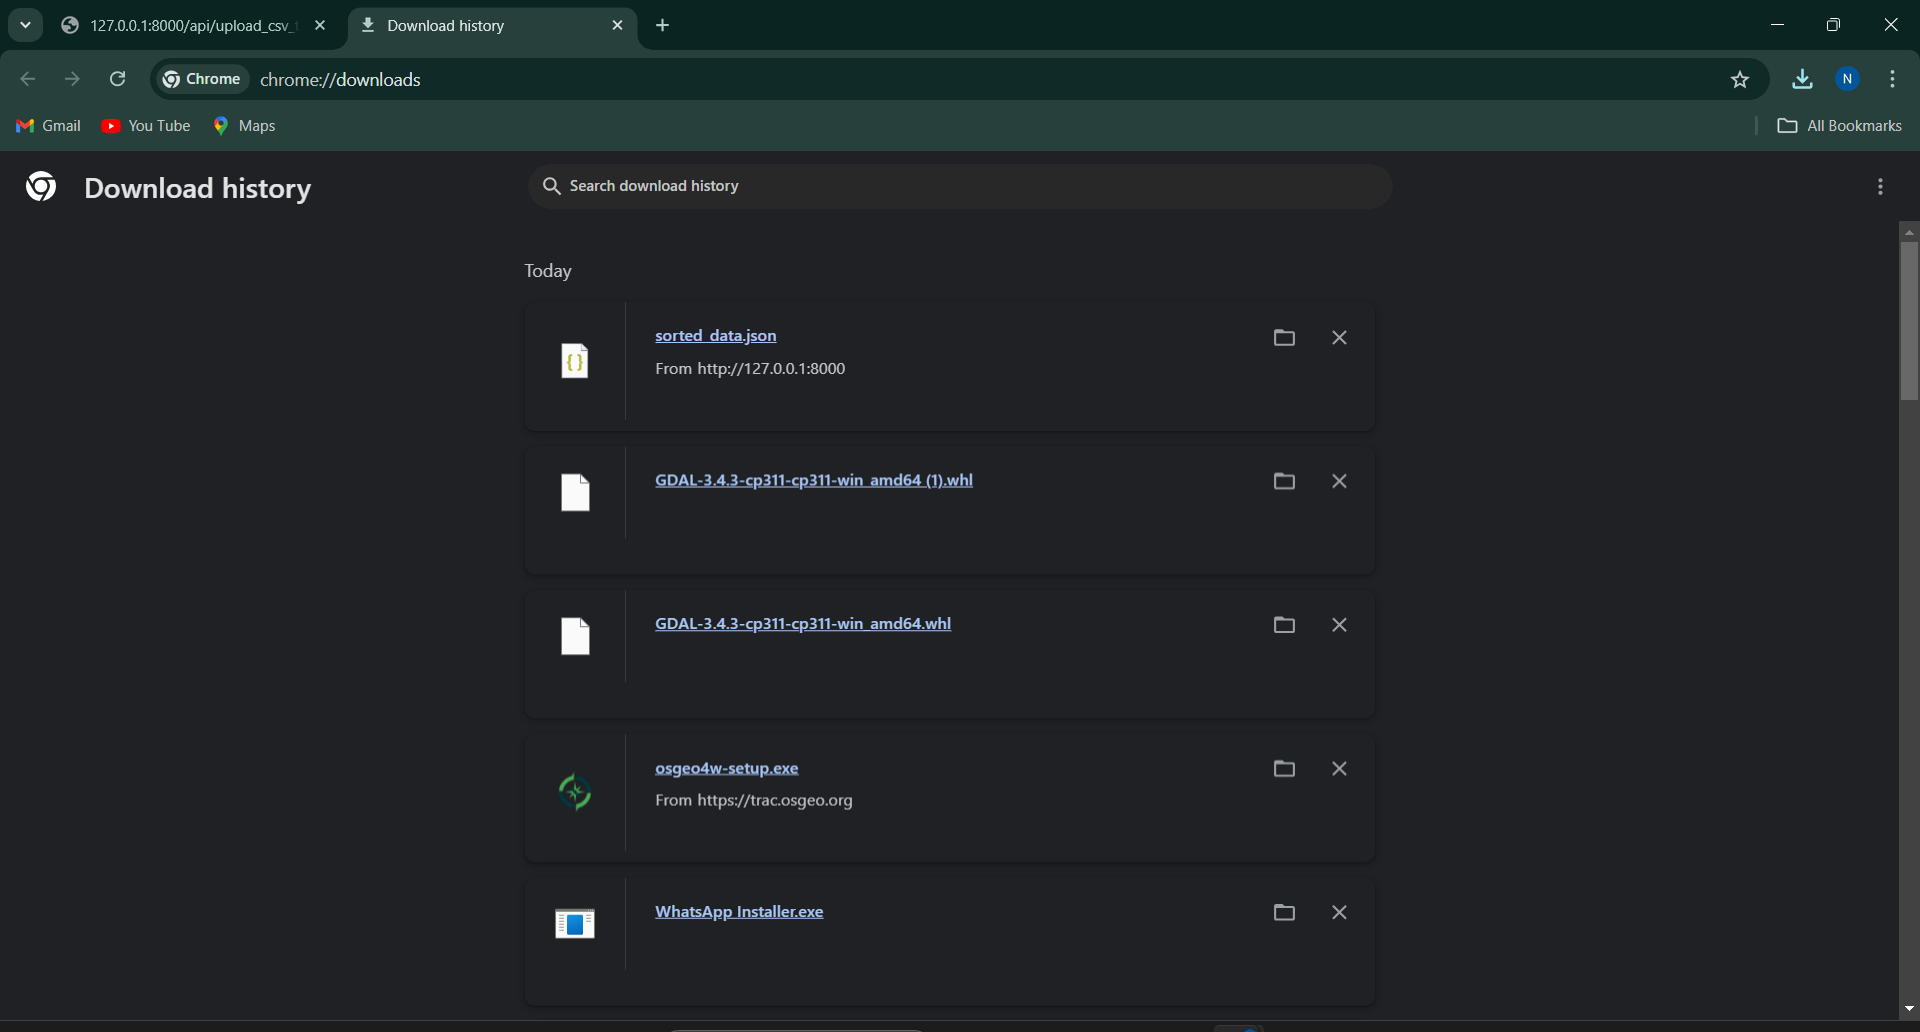 127.0.0.1:8000/api/upload_csv_
Download history
Chrome
chrome://downloads
N
Gmail
YouTube
Maps
All Bookmarks
Download history
Search download history
Today
sorted_data.json
From http://127.0.0.1:8000
GDAL-3.4.3-cp311-cp311-win_amd64 (1).whl
GDAL-3.4.3-cp311-cp311-win_amd64.whl
osgeo4w-setup.exe
From https://trac.osgeo.org
WhatsApp Installer.exe